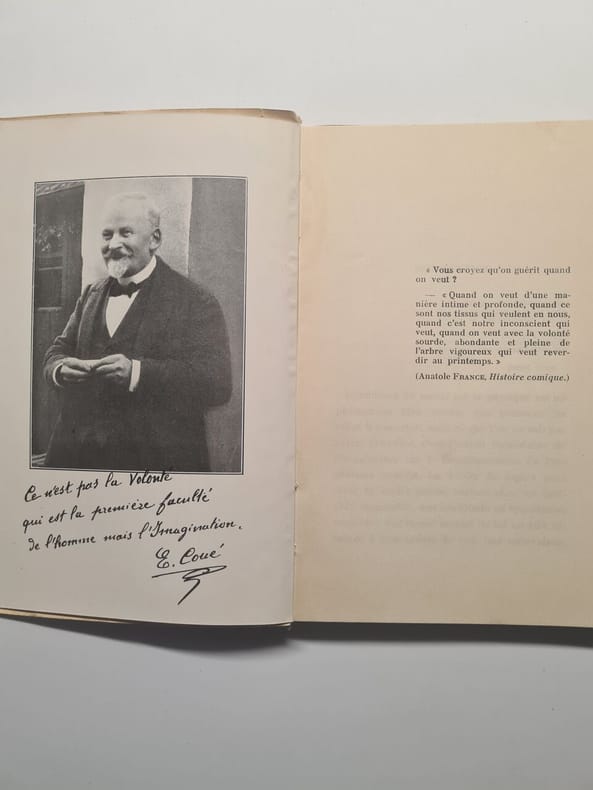 Ce n'est pas la Volonté
qui est la première faculté
de l'homme mais l'Imagination.
E. Coué
« Vous croyez qu'on guérit quand
on veut ?
— « Quand on veut d'une ma-
nière intime et profonde, quand ce
sont nos tissus qui veulent en nous,
quand c'est notre inconscient qui
veut, quand on veut avec la volonté
sourde, abondante et pleine de
l'arbre vigoureux qui veut rever-
dir au printemps. »
(Anatole FRANCE, Histoire comique.)